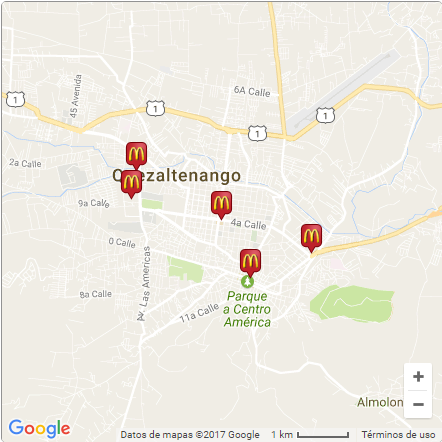 6A Calle
1
1
1
1
45 Avenida
2a Calle
Quezaltenango
9a Calle
4a Calle
0 Calle
Av. Las Americas
8a Calle
11a Calle
Parque
a Centro
América
Almolon
+
−
Google
Datos de mapas ©2017 Google
1 km
Términos de uso